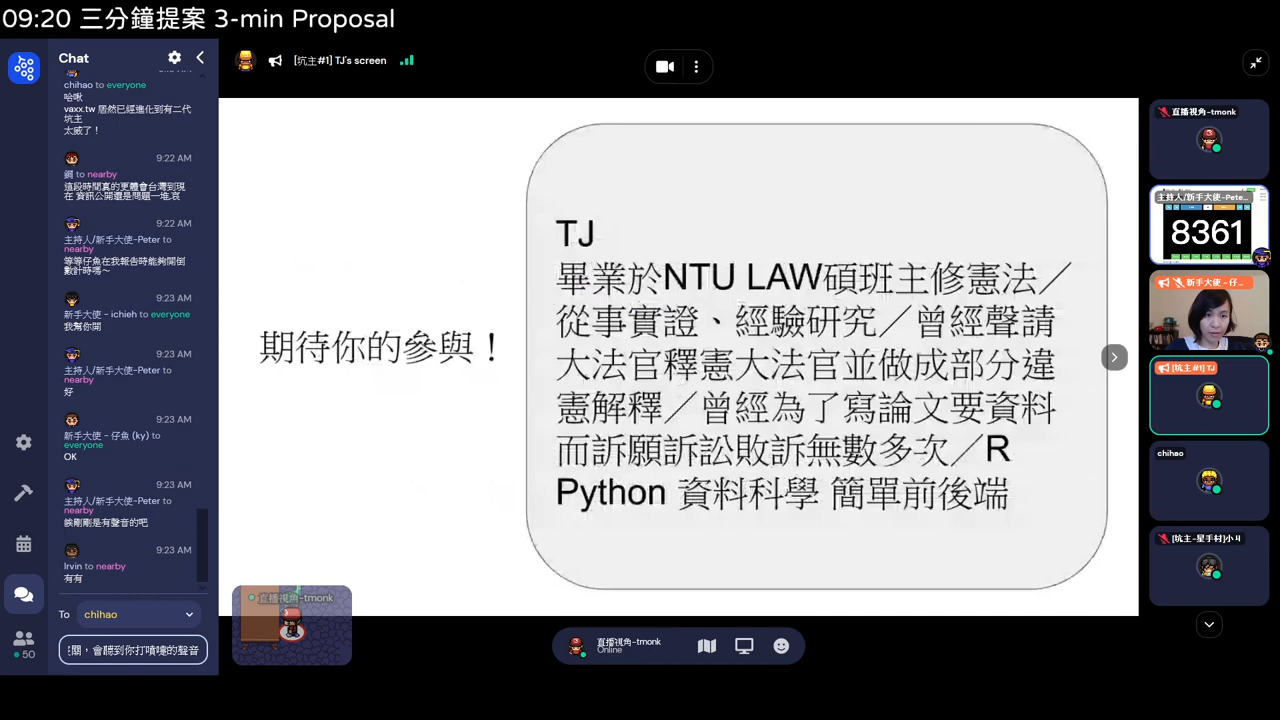 09:20 三分鐘提案 3-min Proposal
Chat
chihao to everyone
哈啾
vaxx.tw 居然已經進化到有二代
坑主
太威了！
9:22 AM
to nearby
這段時間真的更體會台灣到現
在 資訊公開還是問題一堆,哀
9:22 AM
主持人/新手大使-Peter to
nearby
等等仔魚在我報告時能夠開倒
數計時嗎～
9:23 AM
新手大使 - ichieh to everyone
我幫你開
9:23 AM
主持人/新手大使-Peter to
nearby
好
9:23 AM
新手大使 - 仔魚 (ky) to
everyone
OK
9:23 AM
主持人/新手大使-Peter to
nearby
誒剛剛是有聲音的吧
9:23 AM
Irvin to nearby
有有
To chihao
關，會聽到你打噴嚏的聲音
50
[坑主#1] TJ's screen
期待你的參與！
TJ
畢業於NTU LAW碩班主修憲法／
從事實證、經驗研究／曾經聲請
大法官釋憲大法官並做成部分違
憲解釋／曾經為了寫論文要資料
而訴願訴訟敗訴無數多次／R
Python 資料科學 簡單前後端
直播視角-tmonk
直播視角-tmonk
Online
直播視角-tmonk
主持人/新手大使-Pete...
8361
新手大使 - 仔...
[坑主#1] TJ
chihao
[坑主-星手村]小ㄐ